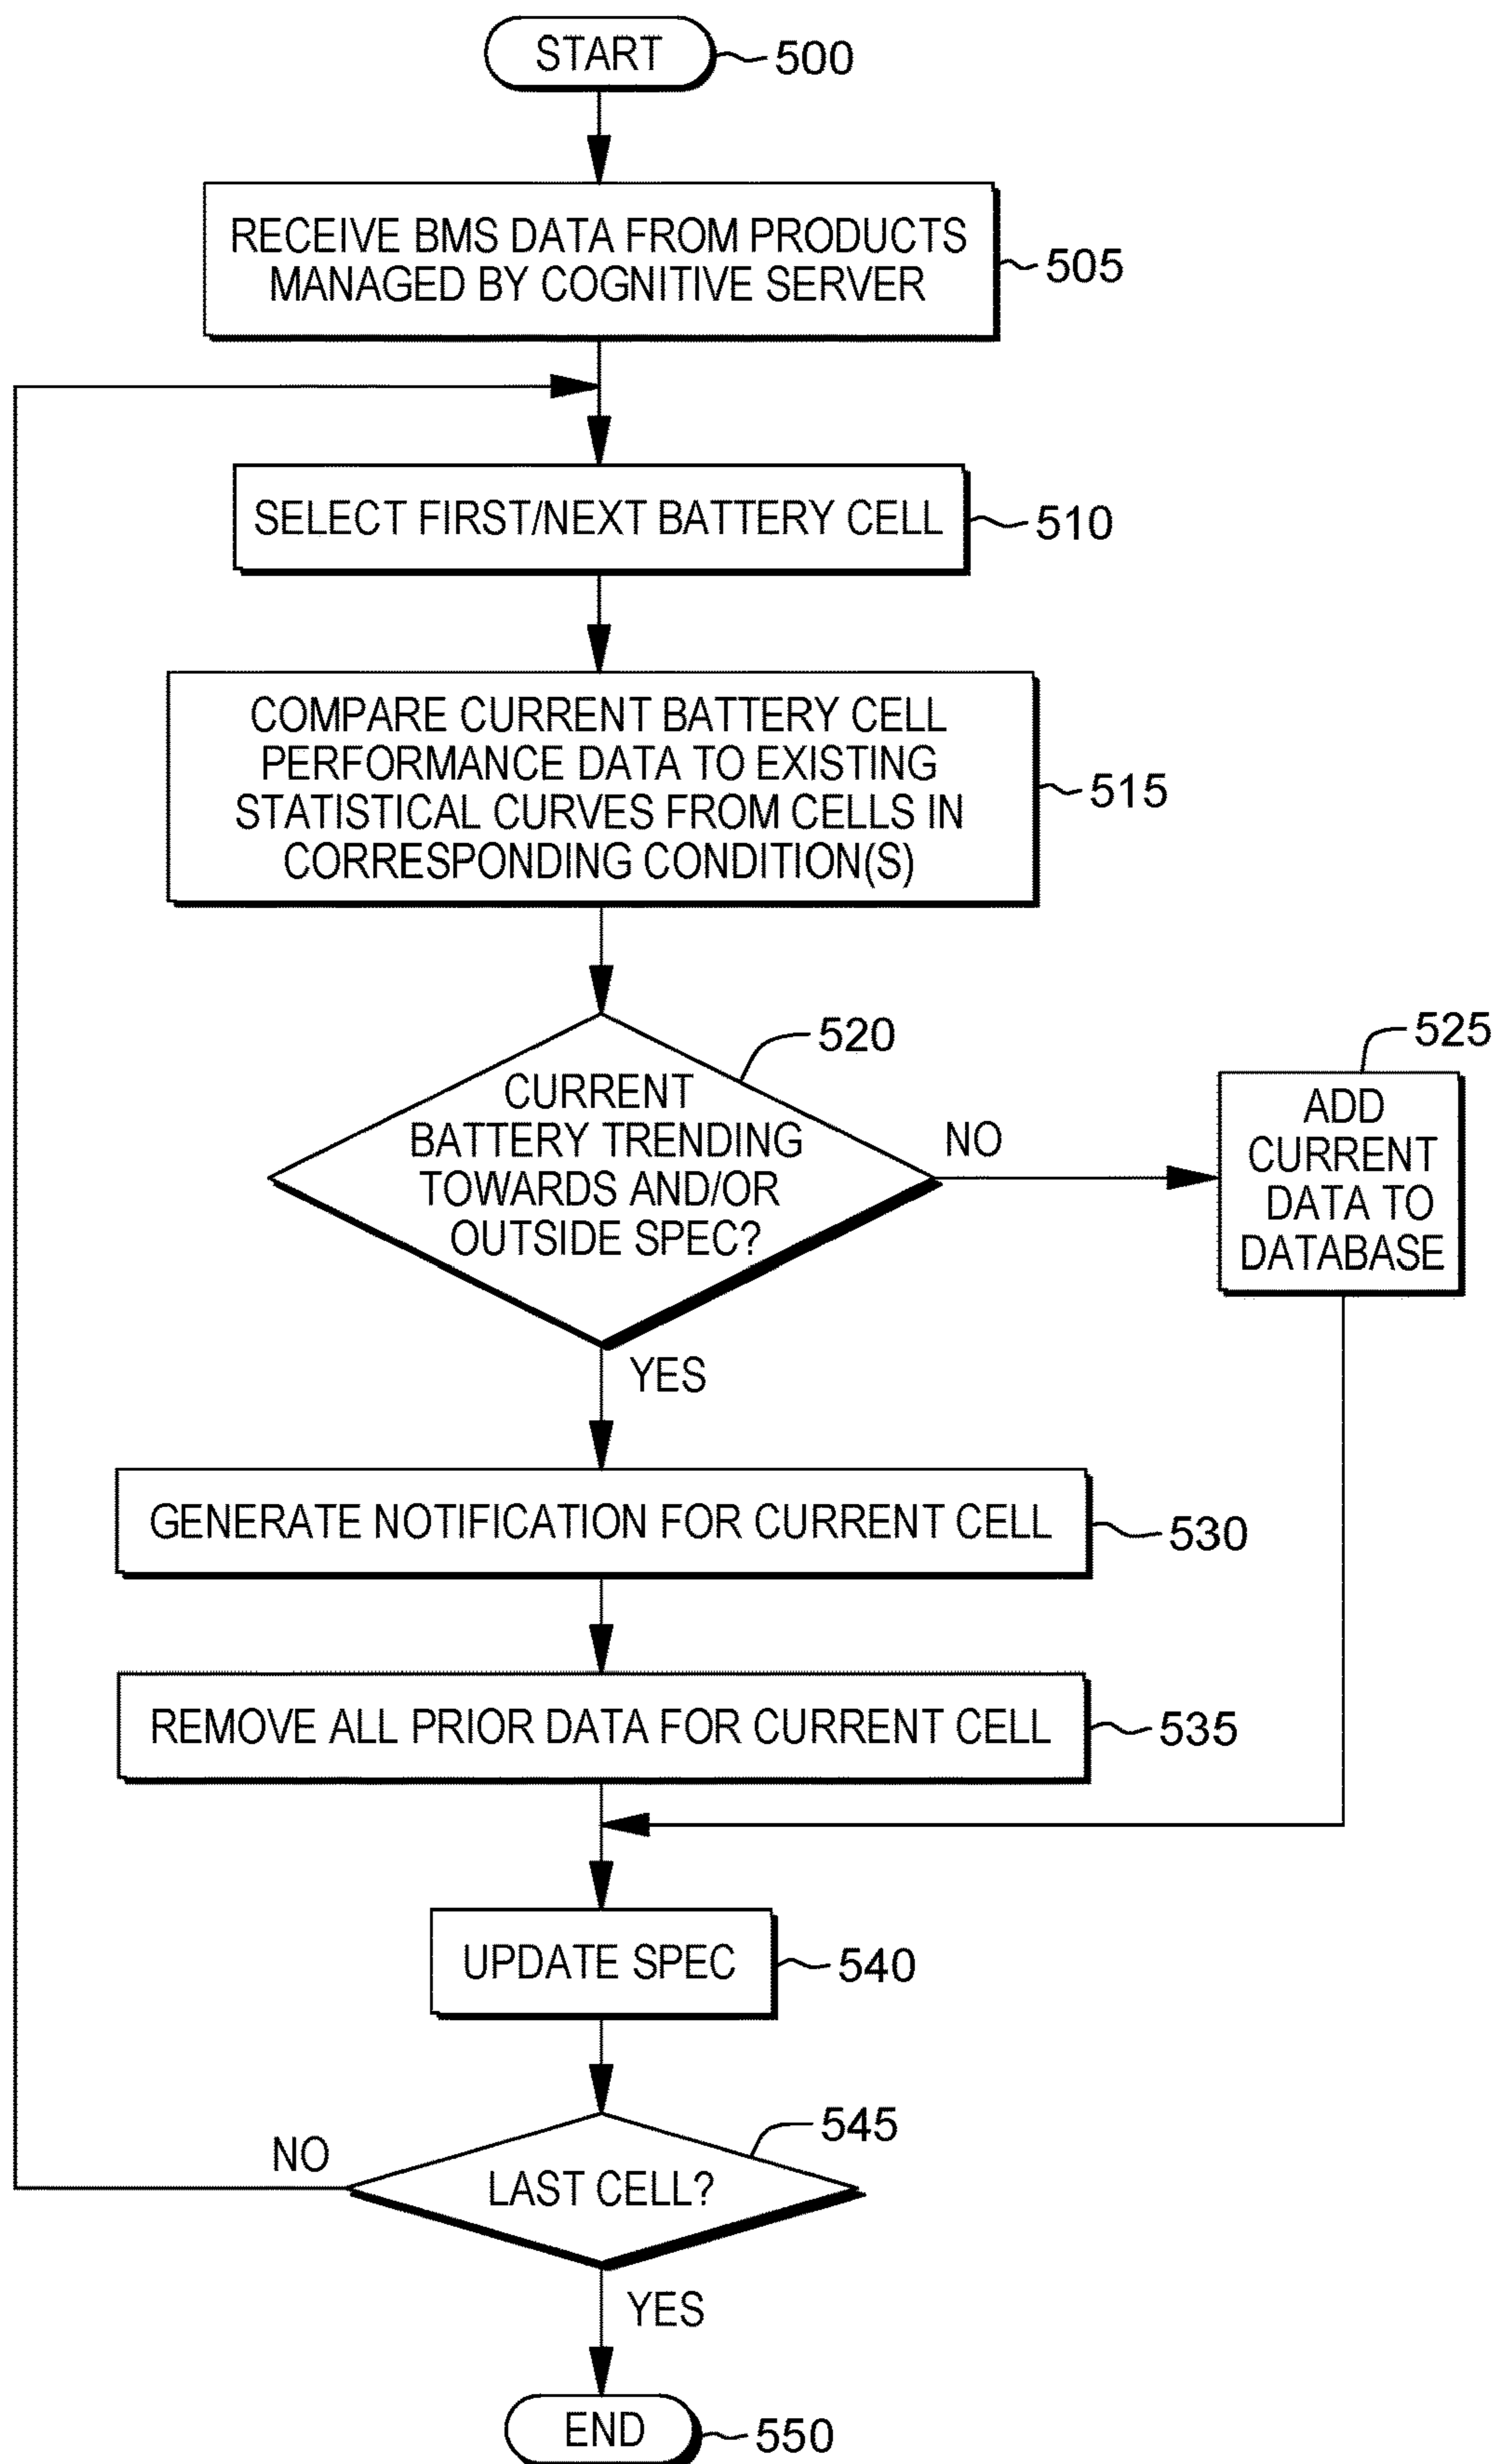 START
500
RECEIVE BMS DATA FROM PRODUCTS
MANAGED BY COGNITIVE SERVER
505
SELECT FIRST/NEXT BATTERY CELL
510
COMPARE CURRENT BATTERY CELL
PERFORMANCE DATA TO EXISTING
STATISTICAL CURVES FROM CELLS IN
CORRESPONDING CONDITION(S)
515
520
CURRENT
BATTERY TRENDING
TOWARDS AND/OR
OUTSIDE SPEC?
NO
525
ADD
CURRENT
DATA TO
DATABASE
YES
GENERATE NOTIFICATION FOR CURRENT CELL
530
REMOVE ALL PRIOR DATA FOR CURRENT CELL
535
UPDATE SPEC
540
545
LAST CELL?
NO
YES
END
550